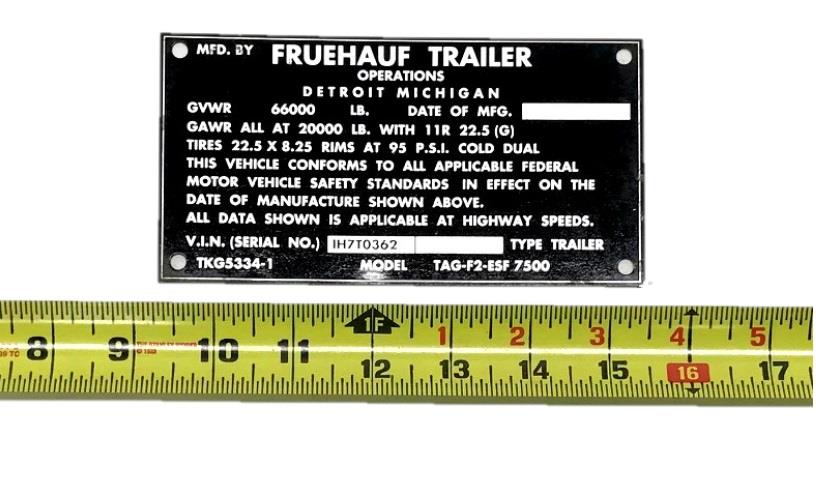 MFD. BY FRUEHAUF TRAILER
OPERATIONS
DETROIT MICHIGAN
GVWR 66000 LB. DATE OF MFG.
GAWR ALL AT 20000 LB. WITH 11R 22.5 (G)
TIRES 22.5 X 8.25 RIMS AT 95 P.S.I. COLD DUAL
THIS VEHICLE CONFORMS TO ALL APPLICABLE FEDERAL
MOTOR VEHICLE SAFETY STANDARDS IN EFFECT ON THE
DATE OF MANUFACTURE SHOWN ABOVE.
ALL DATA SHOWN IS APPLICABLE AT HIGHWAY SPEEDS.
V.I.N. (SERIAL NO.) IH7T0362 TYPE TRAILER
TKG5334-1 MODEL TAG-F2-ESF 7500
1F 1 2 3 4 5
8 9 10 11 12 13 14 15 16 17